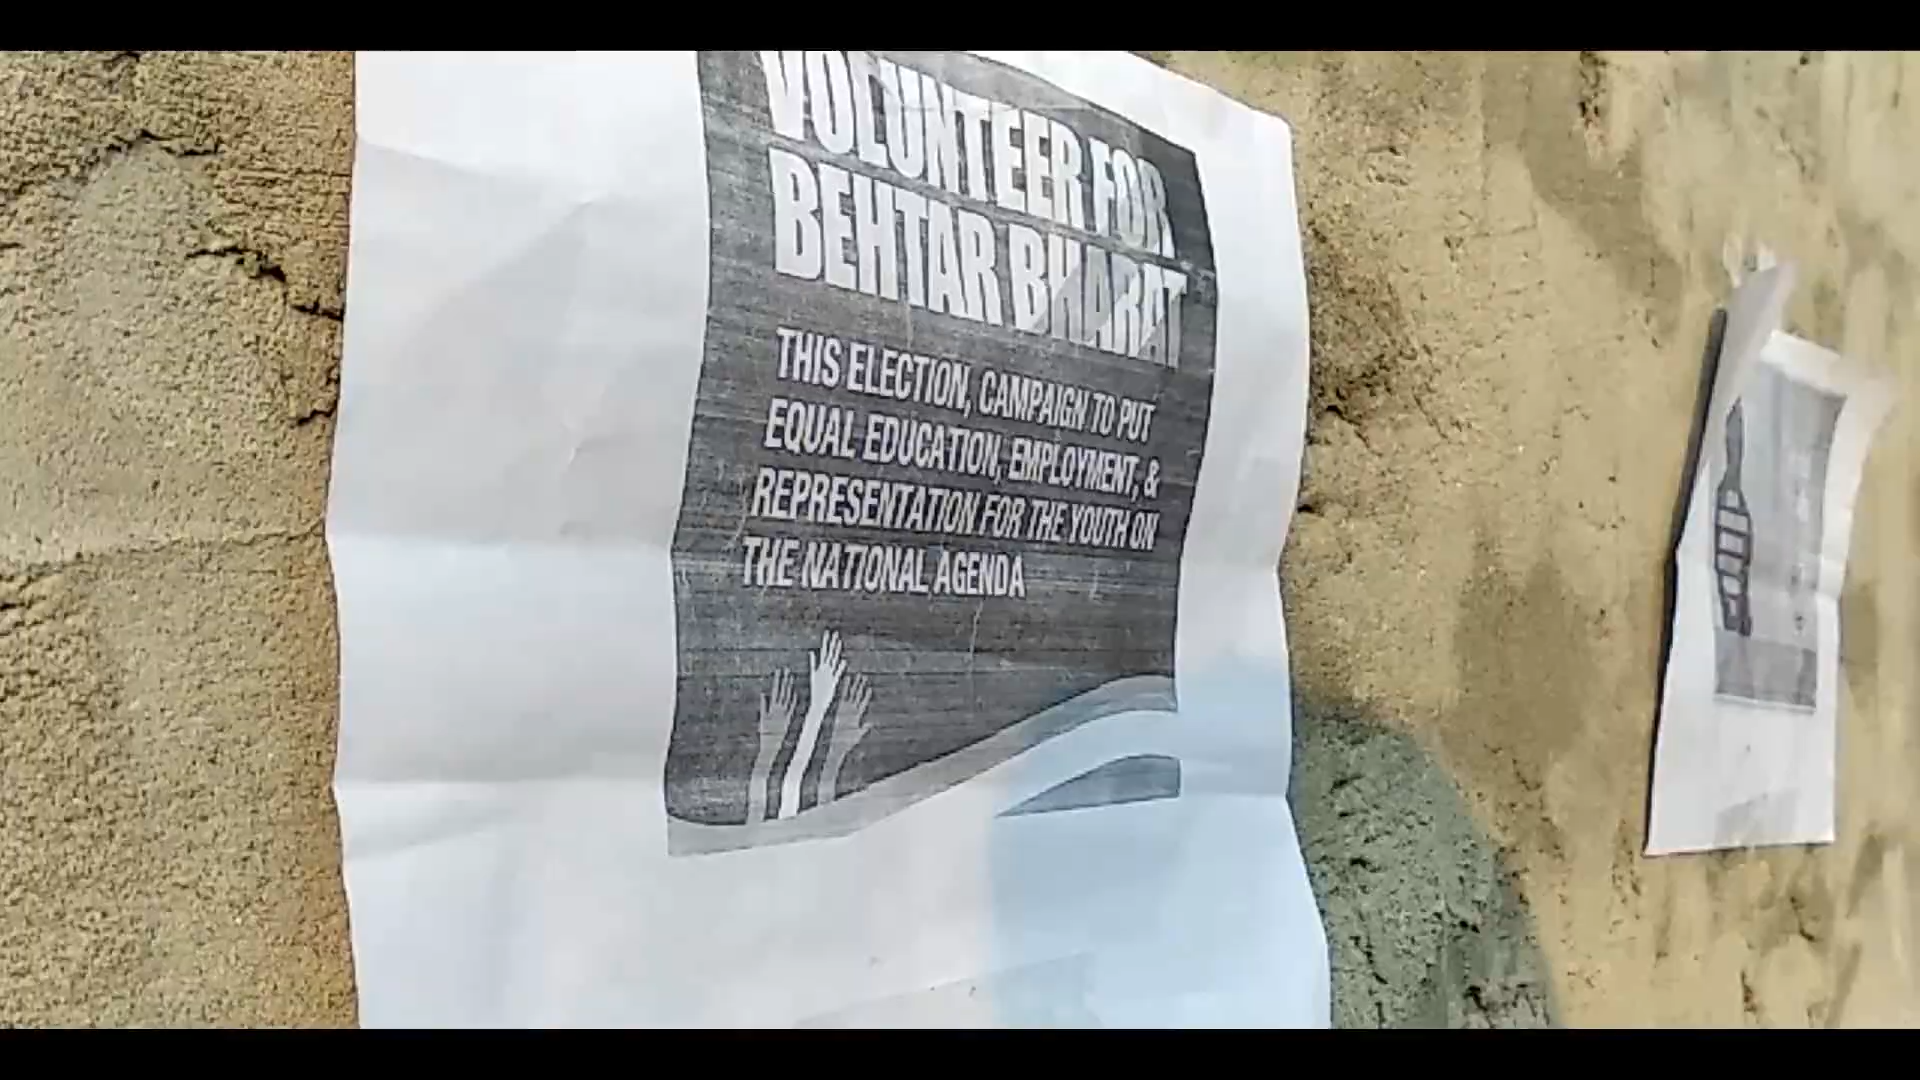 VOLUNTEER FOR
BEHTAR BHARAT
THIS ELECTION, CAMPAIGN TO PUT
EQUAL EDUCATION, EMPLOYMENT, &
REPRESENTATION FOR THE YOUTH ON
THE NATIONAL AGENDA